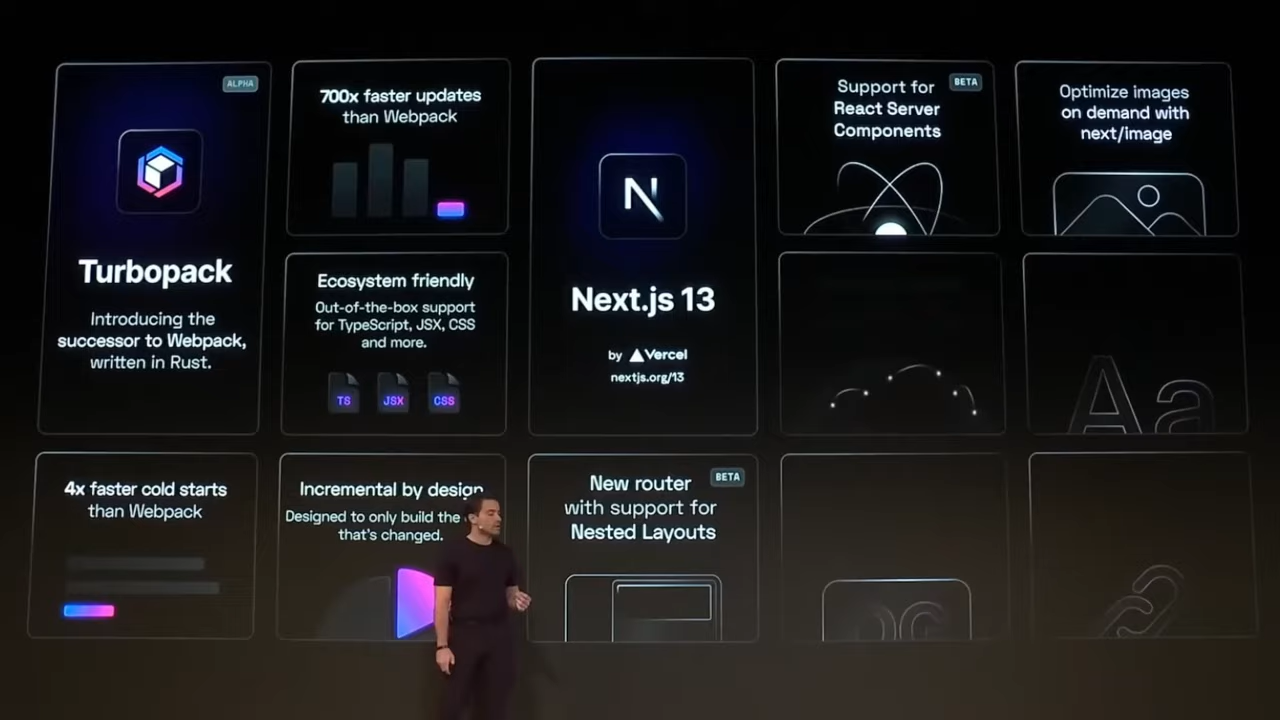 ALPHA
Turbopack
Introducing the
successor to Webpack,
written in Rust.
700x faster updates
than Webpack
Ecosystem friendly
Out-of-the-box support
for TypeScript, JSX, CSS
and more.
TS
JSX
CSS
4x faster cold starts
than Webpack
Incremental by design
Designed to only build the
that's changed.
N
Next.js 13
by ▲Vercel
nextjs.org/13
New router
with support for
Nested Layouts
BETA
Support for
React Server
Components
BETA
Optimize images
on demand with
next/image
Aa
OG